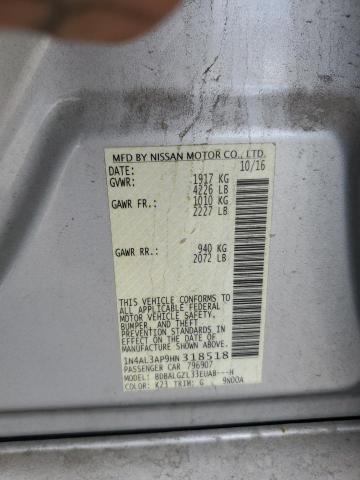 MFD BY NISSAN MOTOR CO., LTD.
DATE: 10/16
GVWR: 1917 KG
4226 LB
GAWR FR.: 1010 KG
2227 LB
GAWR RR.: 940 KG
2072 LB
THIS VEHICLE CONFORMS TO ALL
APPLICABLE U.S. FEDERAL
MOTOR VEHICLE SAFETY,
BUMPER, AND THEFT
PREVENTION STANDARDS
IN EFFECT ON THE DATE
OF MANUFACTURE SHOWN ABOVE.
1N4AL3AP9HN318518
PASSENGER CAR 796907
MODEL: BDBALGZL33EUAB---H
COLOR: K23 TRIM: G 9N00A